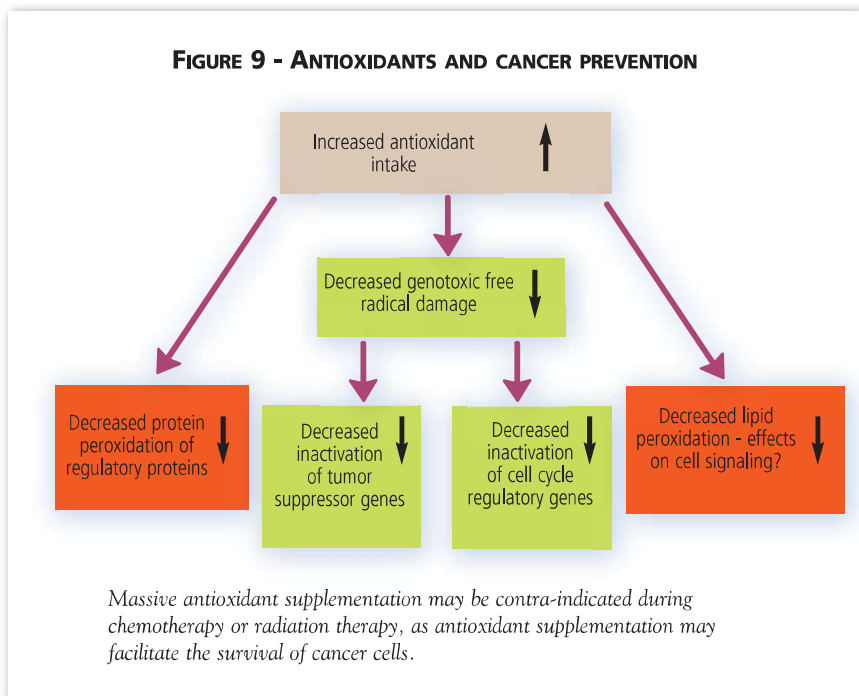 FIGURE 9 - ANTIOXIDANTS AND CANCER PREVENTION
Increased antioxidant
intake
Decreased genotoxic free
radical damage
Decreased protein
peroxidation of
regulatory proteins
Decreased
inactivation
of tumor
suppressor genes
Decreased
inactivation
of cell cycle
regulatory genes
Decreased lipid
peroxidation - effects
on cell signaling?
Massive antioxidant supplementation may be contra-indicated during
chemotherapy or radiation therapy, as antioxidant supplementation may
facilitate the survival of cancer cells.